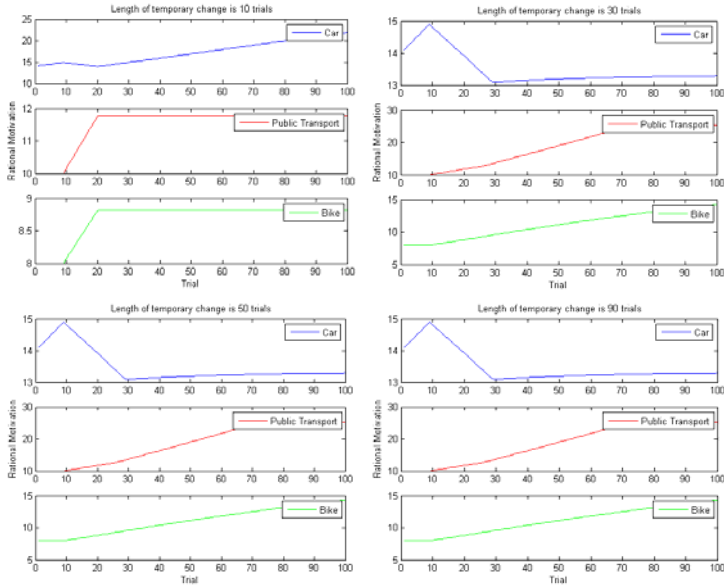 Length of temporary change is 10 trials
25
20
15
10
Car
0 10 20 30 40 50 60 70 80 90 100
12
11
10
Rational Motivation
Public Transport
0 10 20 30 40 50 60 70 80 90 100
9
8.5
8
Bike
0 10 20 30 40 50 60 70 80 90 100
Trial
Length of temporary change is 30 trials
15
14
13
Car
0 10 20 30 40 50 60 70 80 90 100
30
20
10
Rational Motivation
Public Transport
0 10 20 30 40 50 60 70 80 90 100
15
10
5
Bike
0 10 20 30 40 50 60 70 80 90 100
Trial
Length of temporary change is 50 trials
15
14
13
Car
0 10 20 30 40 50 60 70 80 90 100
30
20
10
Rational Motivation
Public Transport
0 10 20 30 40 50 60 70 80 90 100
15
10
5
Bike
0 10 20 30 40 50 60 70 80 90 100
Trial
Length of temporary change is 90 trials
15
14
13
Car
0 10 20 30 40 50 60 70 80 90 100
30
20
10
Rational Motivation
Public Transport
0 10 20 30 40 50 60 70 80 90 100
15
10
5
Bike
0 10 20 30 40 50 60 70 80 90 100
Trial